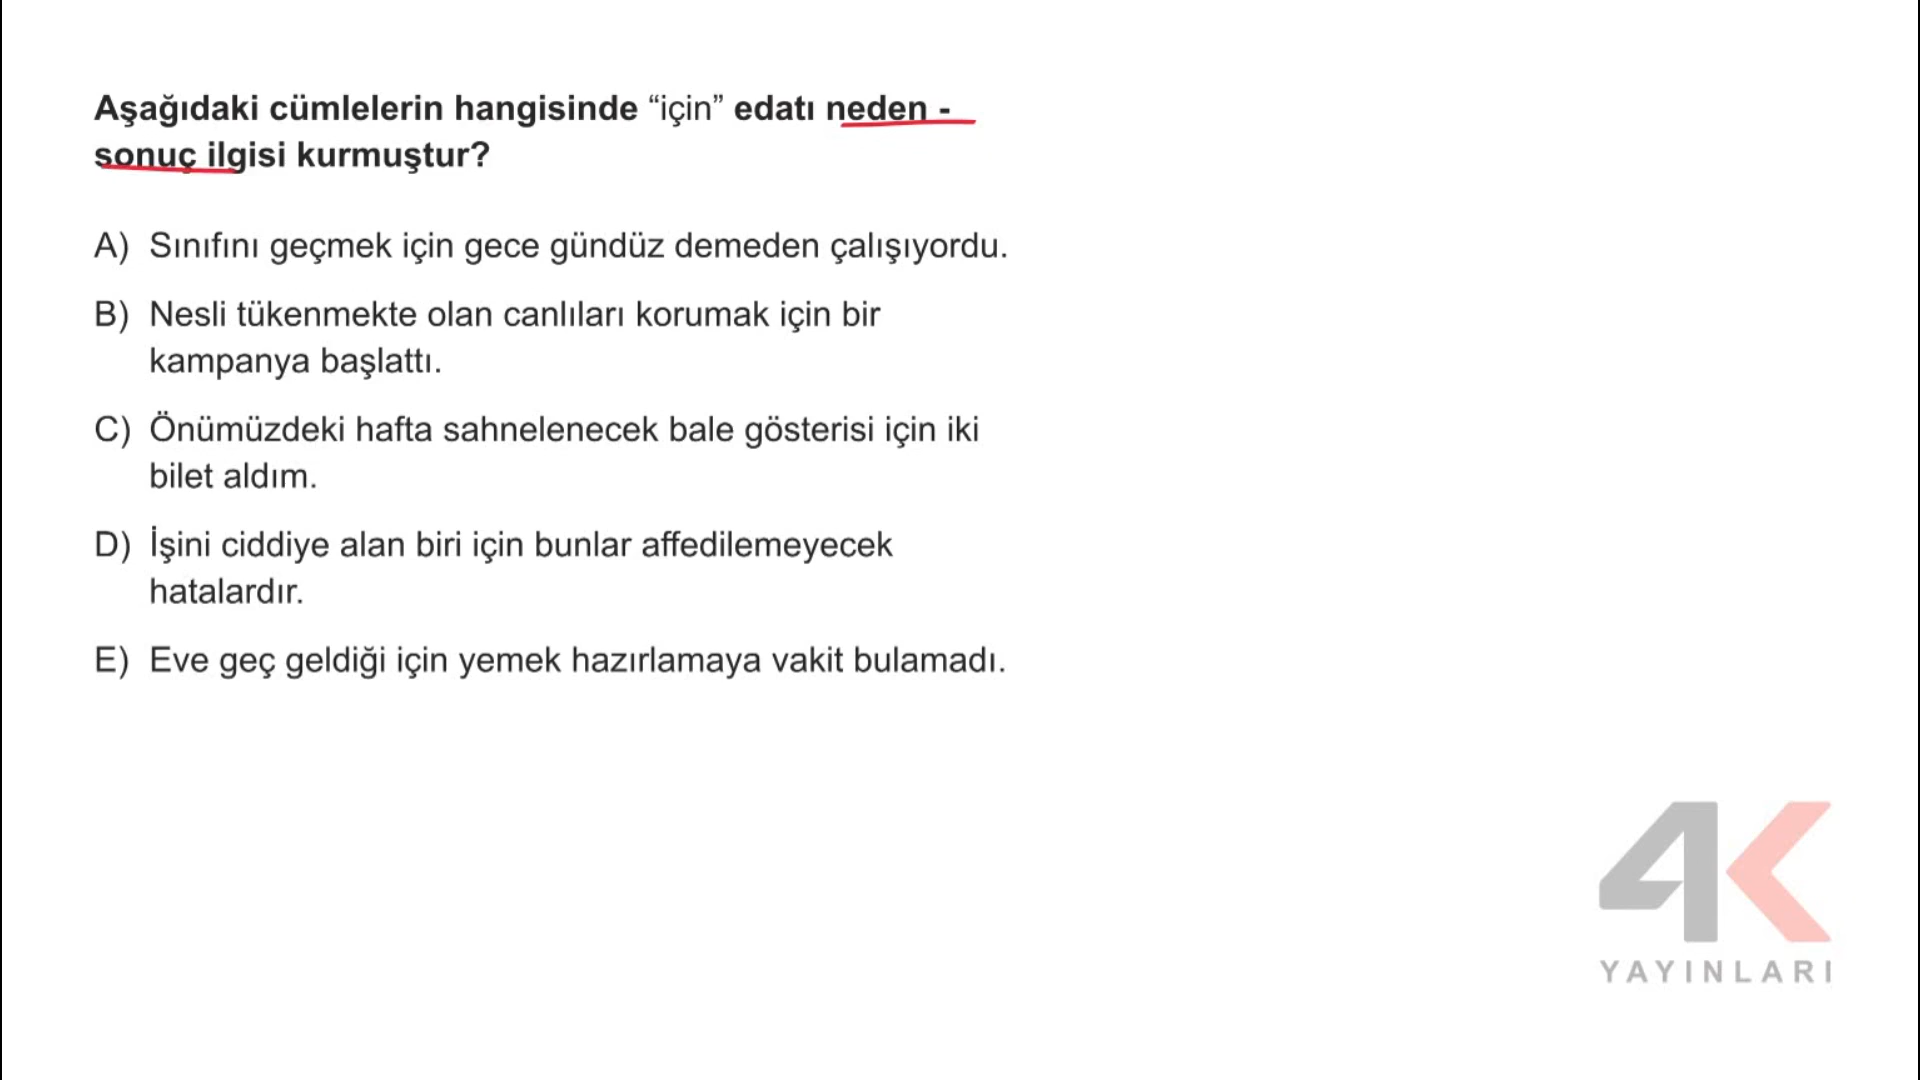 Aşağıdaki cümlelerin hangisinde “için” edatı neden -
sonuç ilgisi kurmuştur?
A) Sınıfını geçmek için gece gündüz demeden çalışıyordu.
B) Nesli tükenmekte olan canlıları korumak için bir
kampanya başlattı.
C) Önümüzdeki hafta sahnelenecek bale gösterisi için iki
bilet aldım.
D) İşini ciddiye alan biri için bunlar affedilemeyecek
hatalardır.
E) Eve geç geldiği için yemek hazırlamaya vakit bulamadı.
4K
YAYINLARI